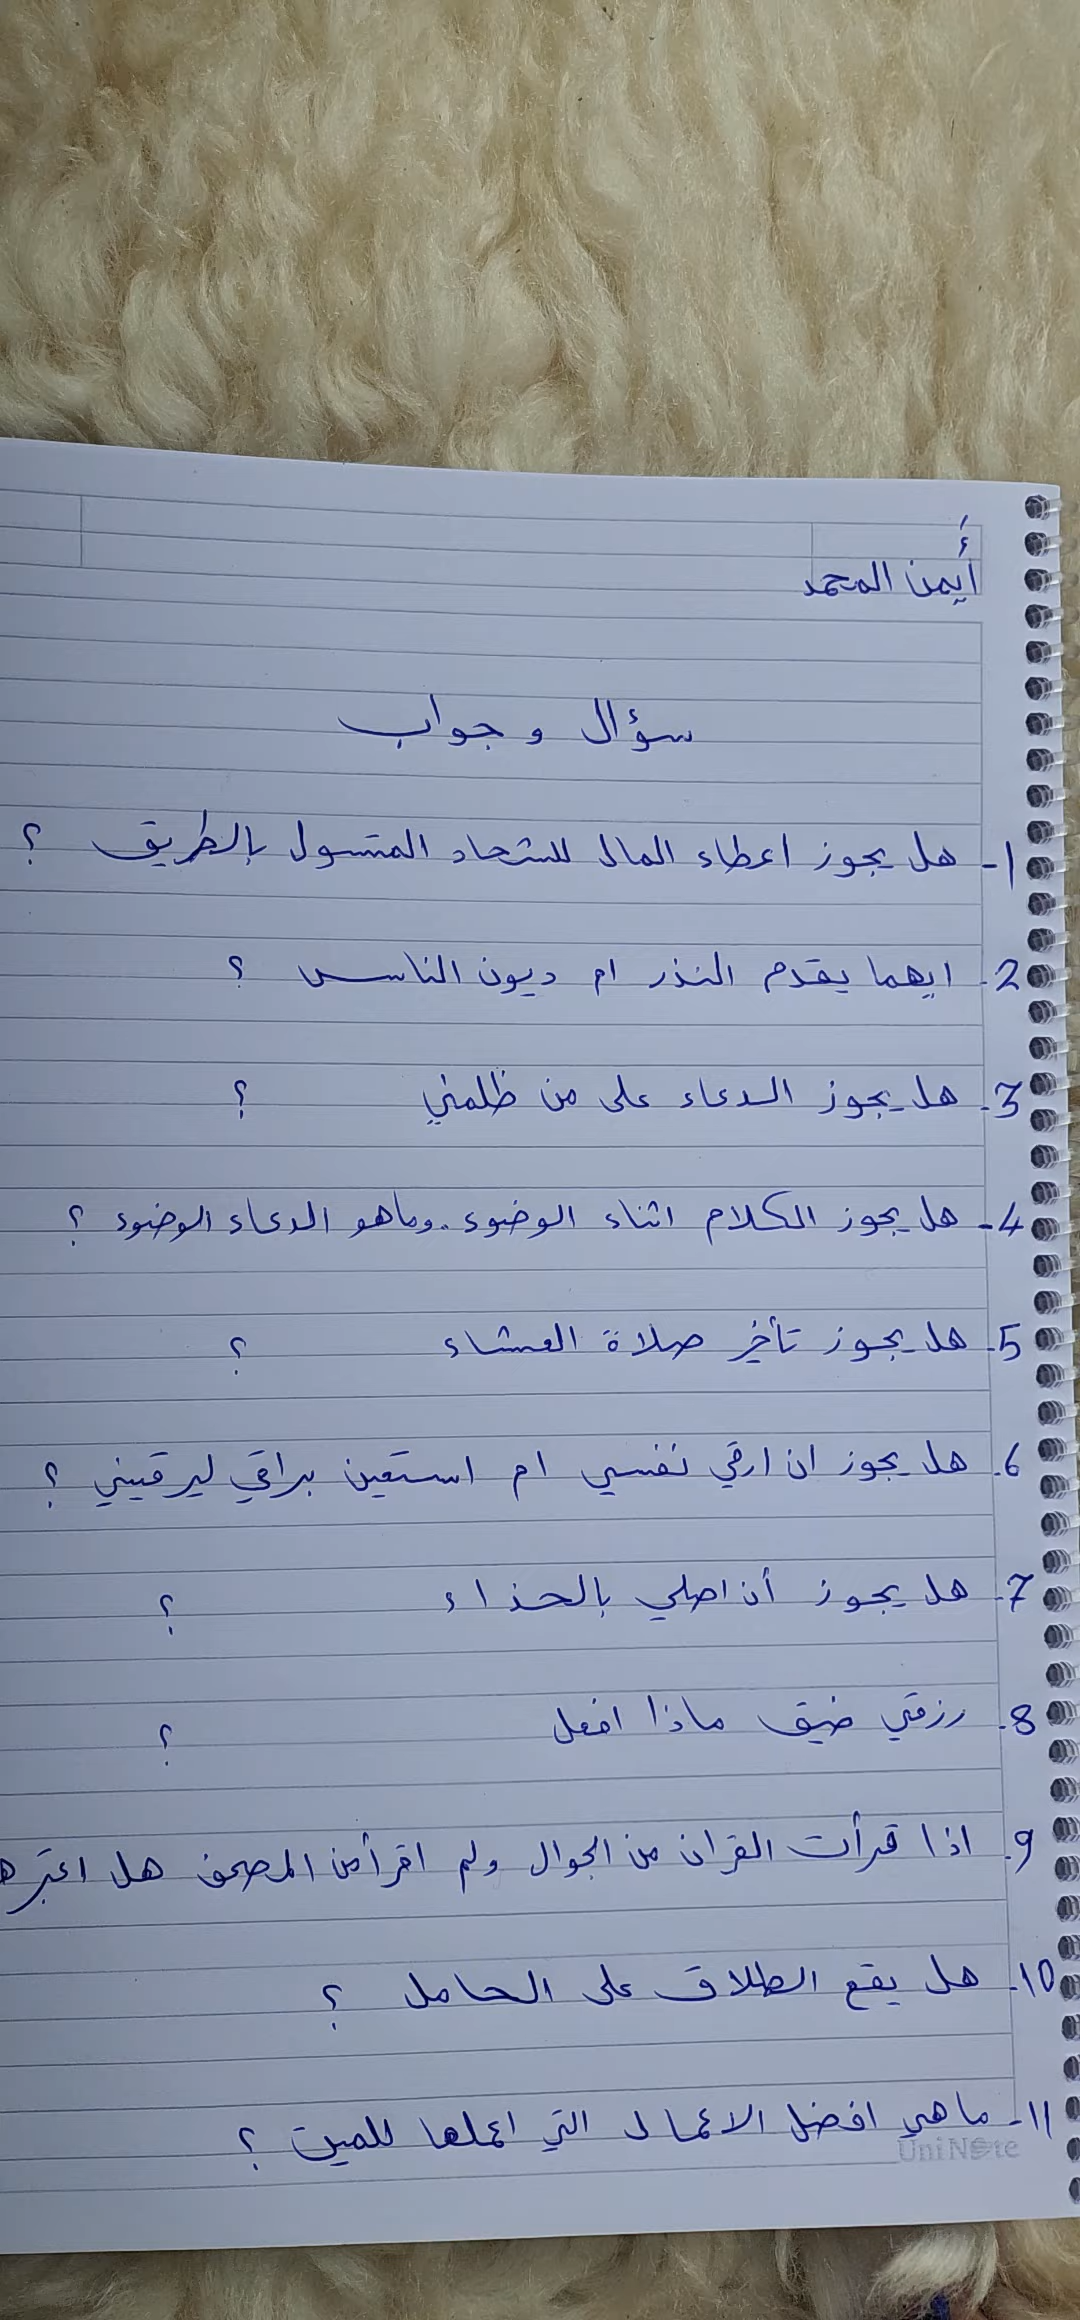 أ
أيمن المحمد
سؤال و جواب
1- هل يجوز اعطاء المال للشحاد المتسول بالطريق ؟
2- ايهما يقدم النذر ام ديون الناس ؟
3- هل يجوز الدعاء على من ظلمني ؟
4- هل يجوز الكلام اثناء الوضوء . وماهو الدعاء الوضوء ؟
5- هل يجوز تأخير صلاة العشاء ؟
6- هل يجوز ان ارقي نفسي ام استعين براقي ليرقيني ؟
7- هل يجوز أن اصلي بالحذاء ؟
8- رزقي ضيق ماذا افعل ؟
9- اذا قرأت القران من الجوال ولم اقرأ من المصحف هل اعتبر
10- هل يقع الطلاق على الحامل ؟
11- ماهي افضل الاعمال التي اعملها للميت ؟
UniNote